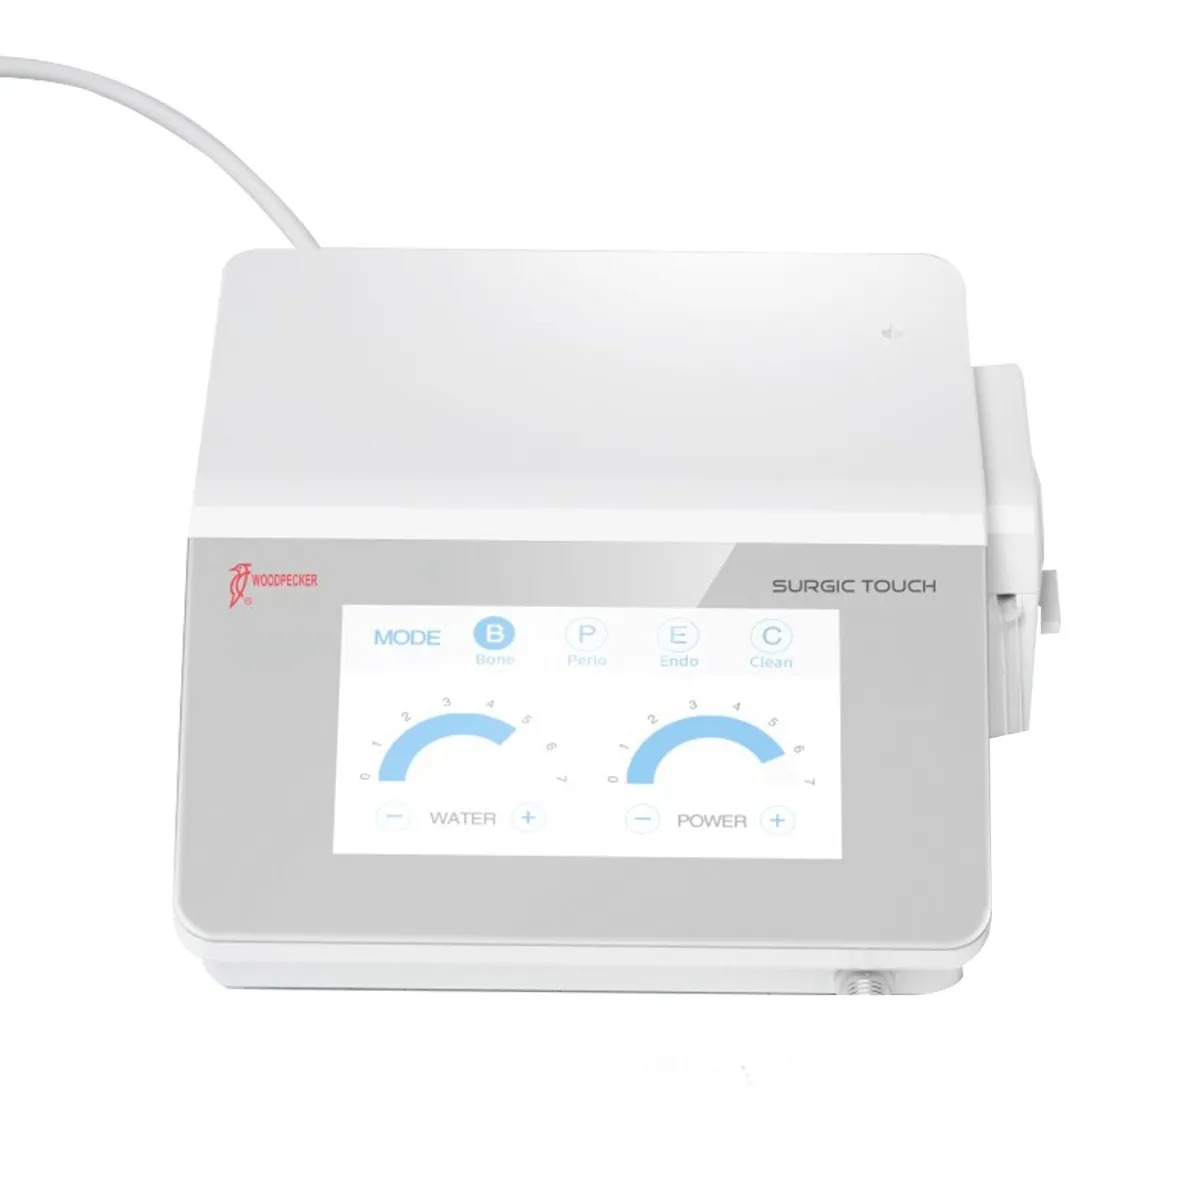 WOODPECKER
SURGIC TOUCH
MODE
B
P
E
C
Bone
Perio
Endo
Clean
0 1 2 3 4 5 6 7
0 1 2 3 4 5 6 7
− WATER +
− POWER +